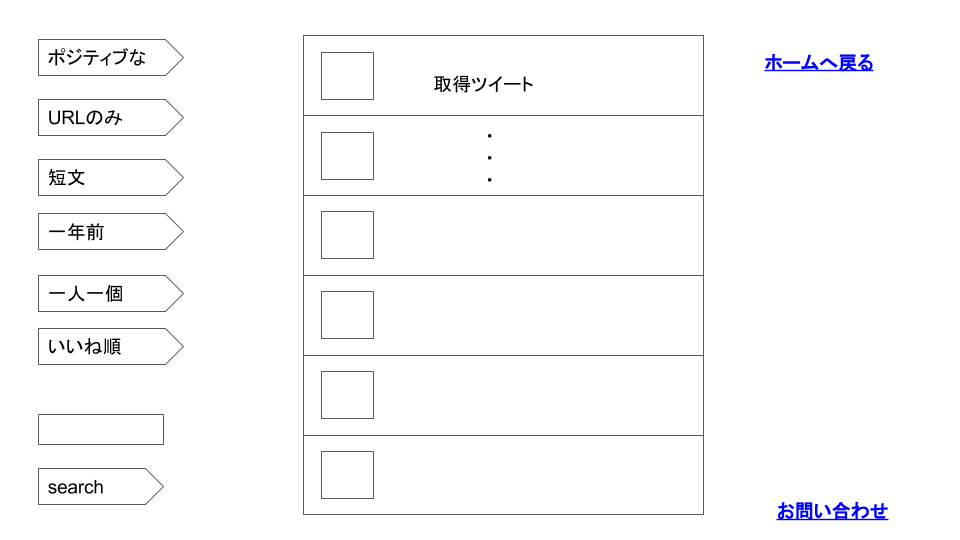 ポジティブな
URLのみ
短文
一年前
一人一個
いいね順
search
取得ツイート
・
・
・
ホームへ戻る
お問い合わせ